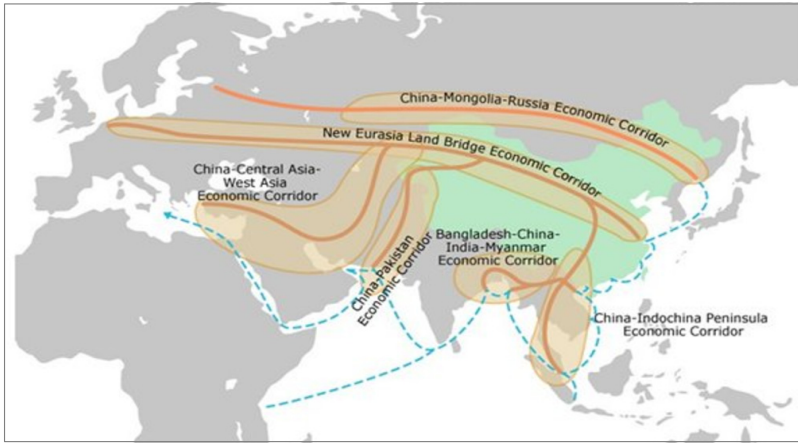 China-Mongolia-Russia Economic Corridor
New Eurasia Land Bridge Economic Corridor
China-Central Asia-
West Asia
Economic Corridor
China-Pakistan
Economic Corridor
Bangladesh-China-
India-Myanmar
Economic Corridor
China-Indochina Peninsula
Economic Corridor